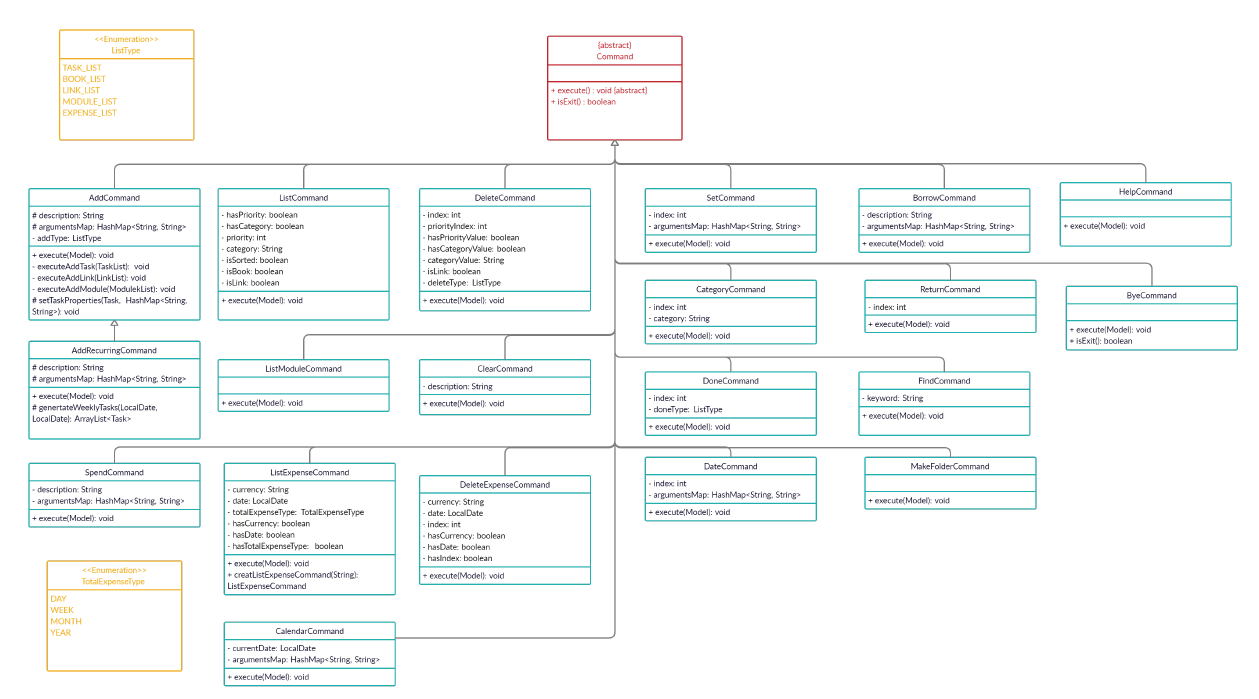 <<Enumeration>>
ListType
TASK_LIST
BOOK_LIST
LINK_LIST
MODULE_LIST
EXPENSE_LIST
{abstract}
Command
+ execute() : void {abstract}
+ isExit() : boolean
AddCommand
# description: String
# argumentsMap: HashMap<String, String>
- addType: ListType
+ execute(Model): void
- executeAddTask(TaskList): void
- executeAddLink(LinkList): void
- executeAddModule(ModulekList): void
# setTaskProperties(Task, HashMap<String,
String>): void
ListCommand
- hasPriority: boolean
- hasCategory: boolean
- priority: int
- category: String
- isSorted: boolean
- isBook: boolean
- isLink: boolean
+ execute(Model): void
DeleteCommand
- index: int
- priorityIndex: int
- hasPriorityValue: boolean
- hasCategoryValue: boolean
- categoryValue: String
- isLink: boolean
- deleteType: ListType
+ execute(Model): void
SetCommand
- index: int
- argumentsMap: HashMap<String, String>
+ execute(Model): void
BorrowCommand
- description: String
- argumentsMap: HashMap<String, String>
+ execute(Model): void
HelpCommand
+ execute(Model): void
CategoryCommand
- index: int
- category: String
+ execute(Model): void
ReturnCommand
- index: int
+ execute(Model): void
ByeCommand
+ execute(Model): void
+ isExit(): boolean
AddRecurringCommand
# description: String
# argumentsMap: HashMap<String, String>
+ execute(Model): void
# genertateWeeklyTasks(LocalDate,
LocalDate): ArrayList<Task>
ListModuleCommand
+ execute(Model): void
ClearCommand
- description: String
+ execute(Model): void
DoneCommand
- index: int
- doneType: ListType
+ execute(Model): void
FindCommand
- keyword: String
+ execute(Model): void
SpendCommand
- description: String
- argumentsMap: HashMap<String, String>
+ execute(Model): void
ListExpenseCommand
- currency: String
- date: LocalDate
- totalExpenseType: TotalExpenseType
- hasCurrency: boolean
- hasDate: boolean
- hasTotalExpenseType: boolean
+ execute(Model): void
+ creatListExpenseCommand(String):
ListExpenseCommand
DeleteExpenseCommand
- currency: String
- date: LocalDate
- index: int
- hasCurrency: boolean
- hasDate: boolean
- hasIndex: boolean
+ execute(Model): void
DateCommand
- index: int
- argumentsMap: HashMap<String, String>
+ execute(Model): void
MakeFolderCommand
+ execute(Model): void
<<Enumeration>>
TotalExpenseType
DAY
WEEK
MONTH
YEAR
CalendarCommand
- currentDate: LocalDate
- argumentsMap: HashMap<String, String>
+ execute(Model): void